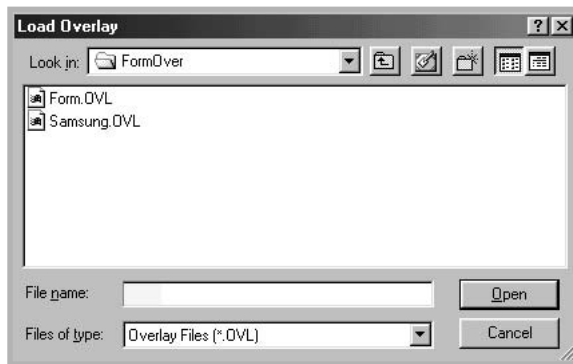 Load Overlay
Look in: FormOver
Form.OVL
Samsung.OVL
File name:
Open
Files of type: Overlay Files (*.OVL)
Cancel